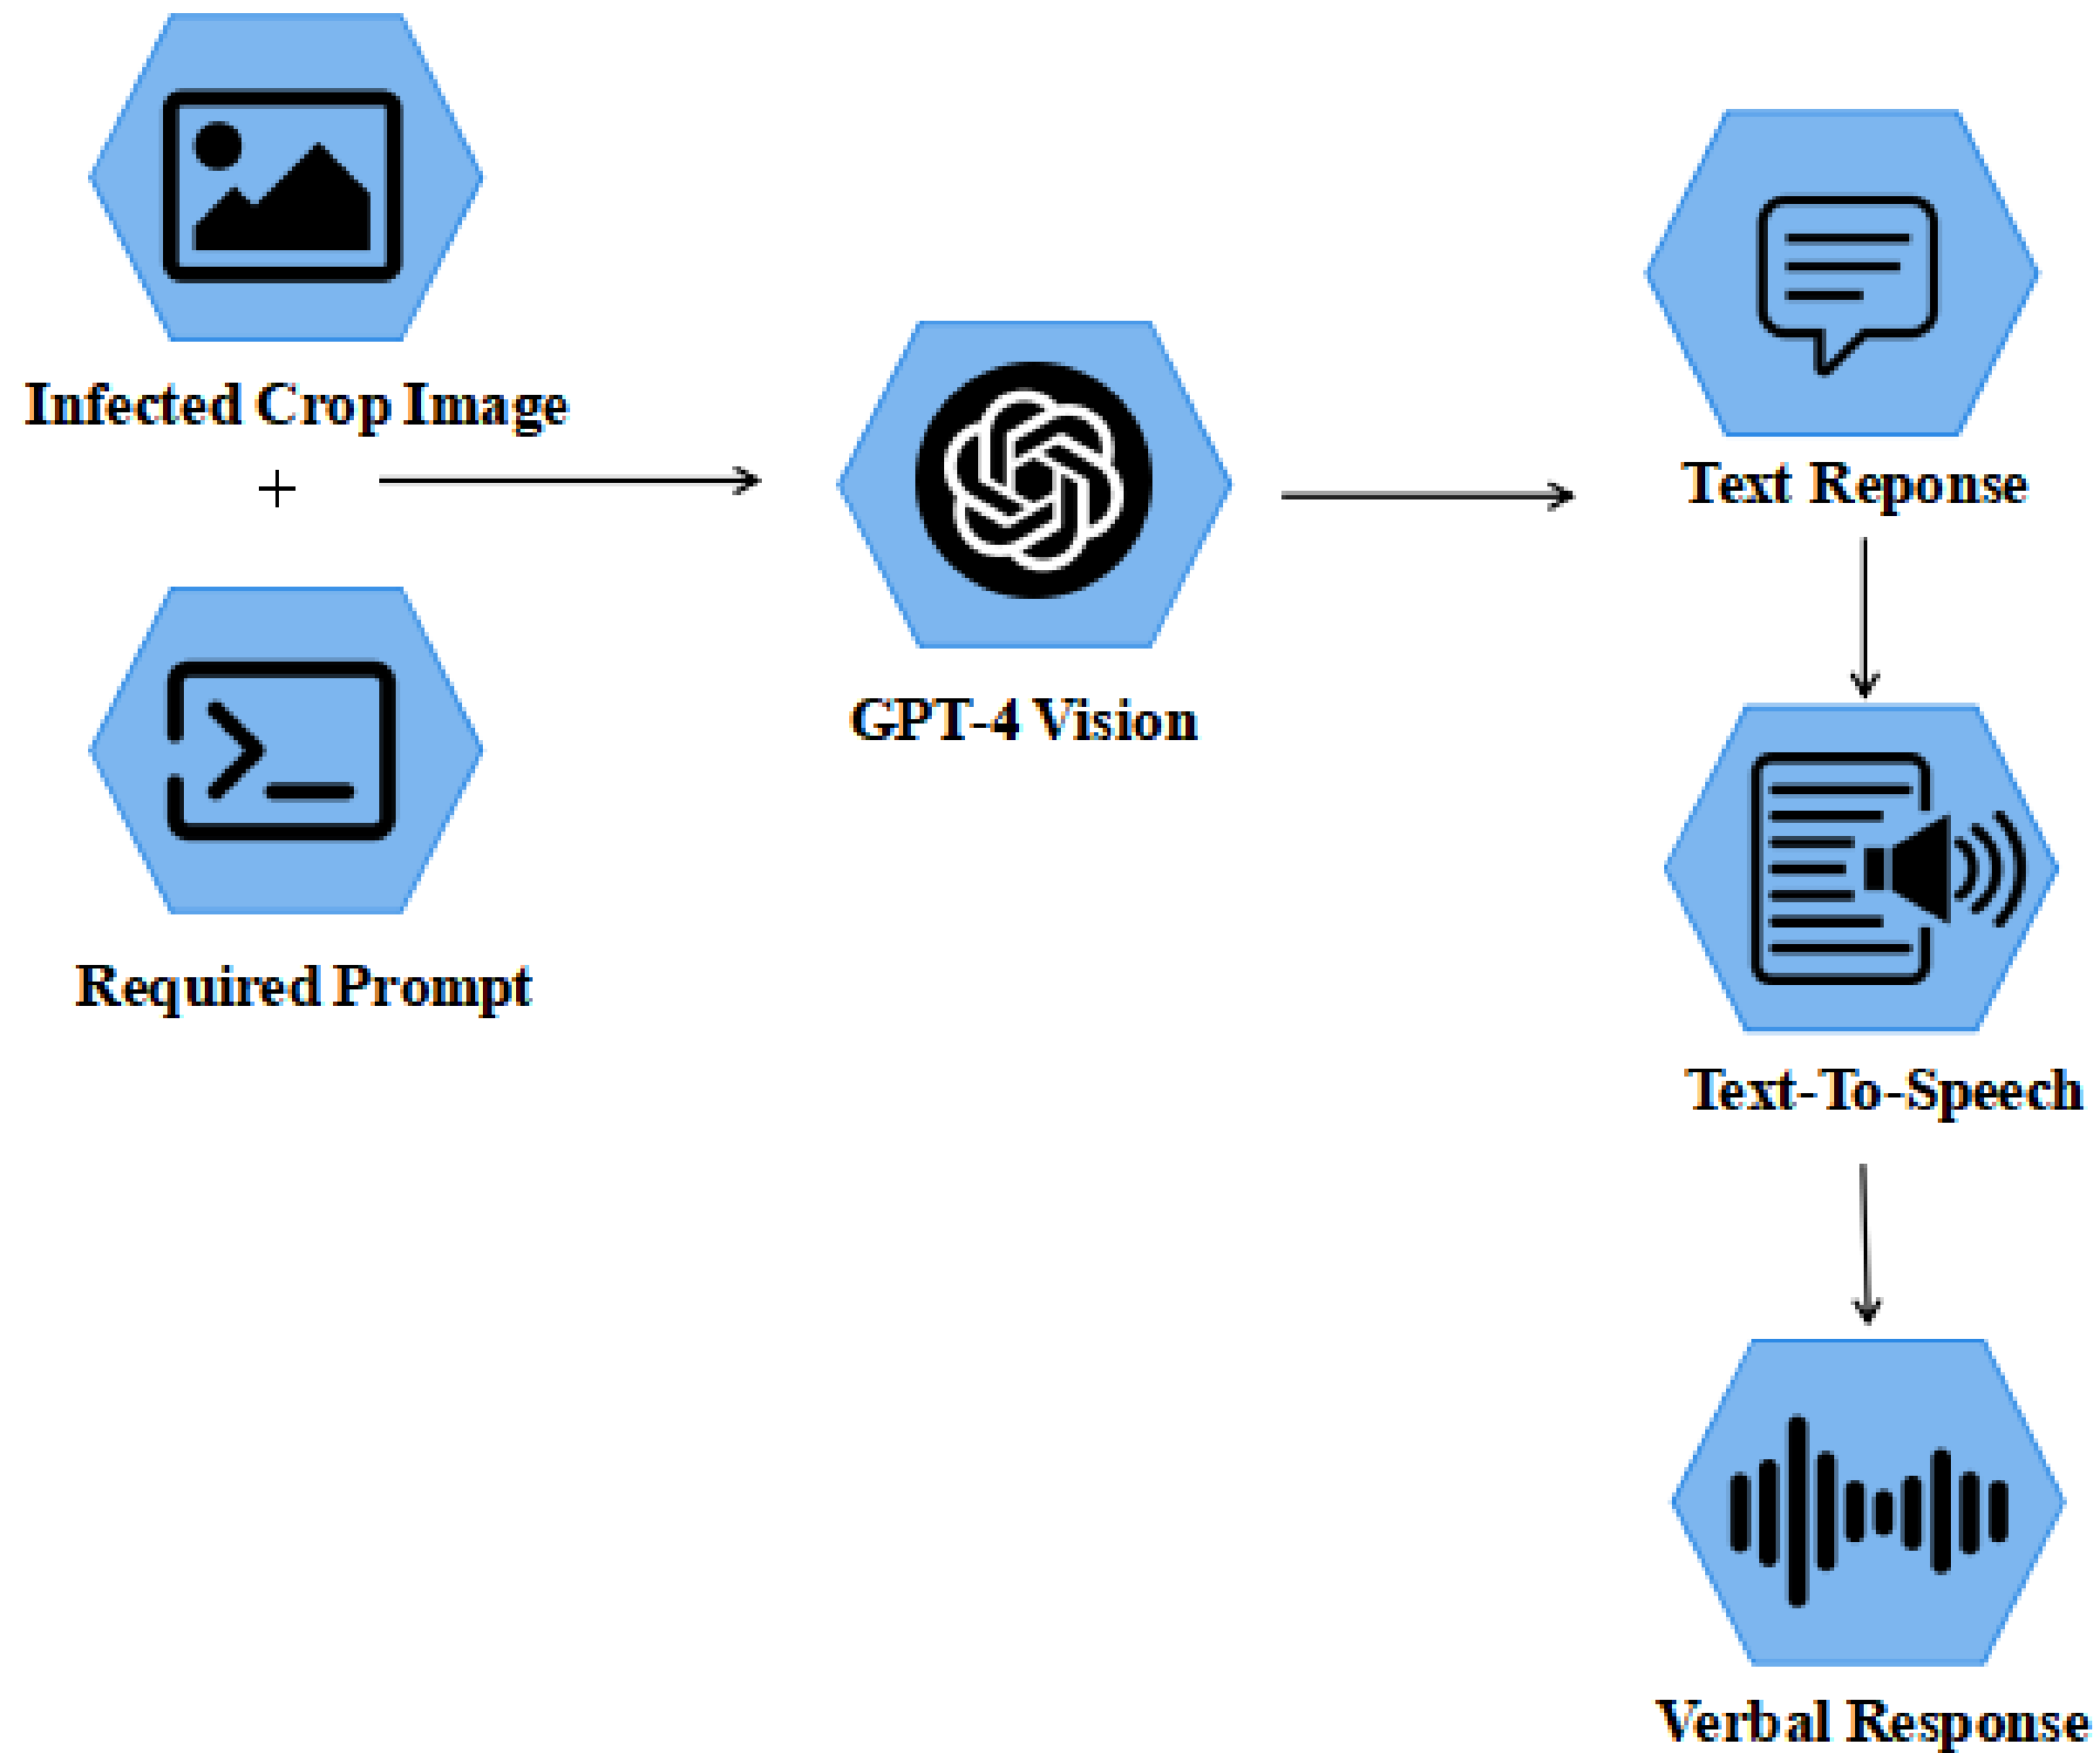 Infected Crop Image
+
Required Prompt
GPT-4 Vision
Text Reponse
Text-To-Speech
Verbal Response